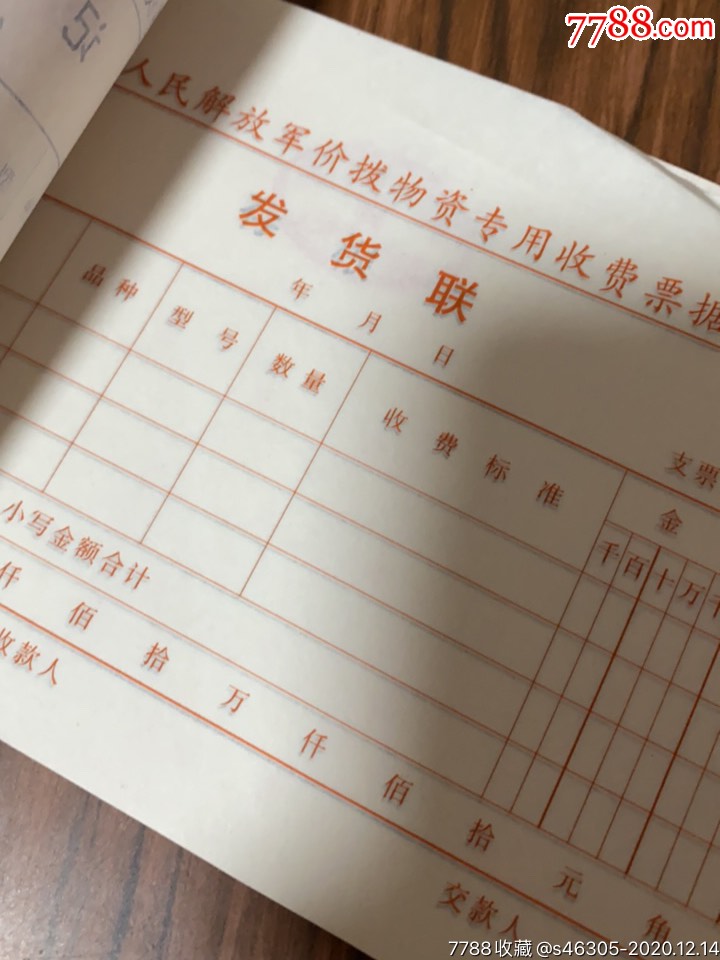 7788.com
人民解放军价拨物资专用收费票据
发货联
年 月 日
支票
品种 型号 数量 收费标准 金
千百十万千
小写金额合计
仟佰拾万仟佰拾元角
收款人 交款人
7788收藏@s46305-2020.12.14